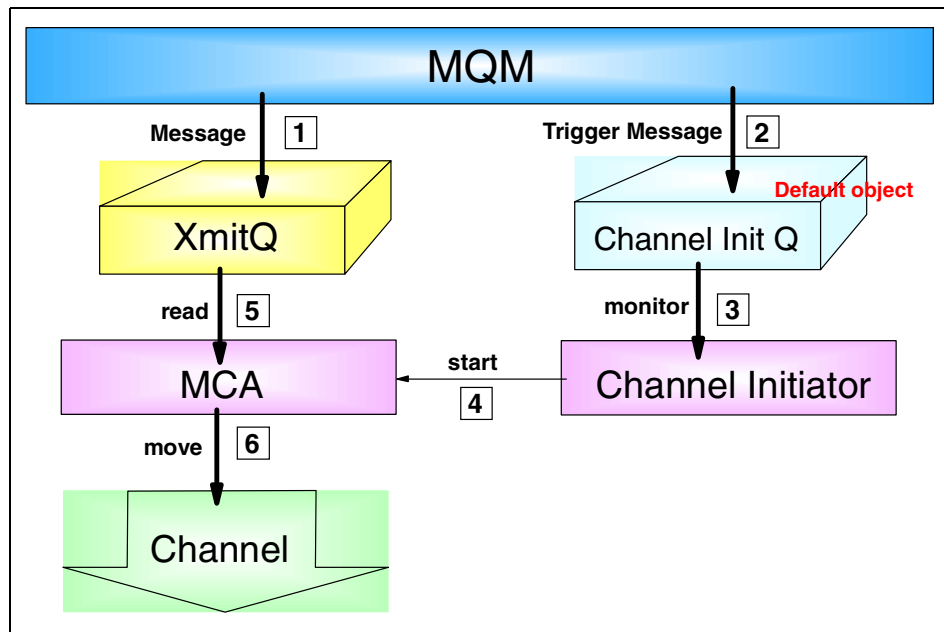 MQM
Message
1
Trigger Message
2
Default object
XmitQ
Channel Init Q
read
5
monitor
3
MCA
start
4
Channel Initiator
move
6
Channel